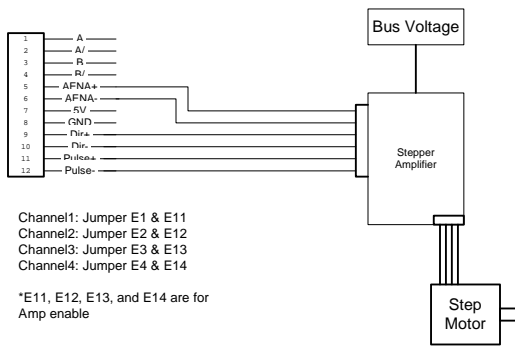 Bus Voltage
1 A
2 A/
3 B
4 B/
5 AENA+
6 AENA-
7 5V
8 GND
9 Dir+
10 Dir-
11 Pulse+
12 Pulse-
Stepper
Amplifier
Channel1: Jumper E1 & E11
Channel2: Jumper E2 & E12
Channel3: Jumper E3 & E13
Channel4: Jumper E4 & E14
*E11, E12, E13, and E14 are for
Amp enable
Step
Motor